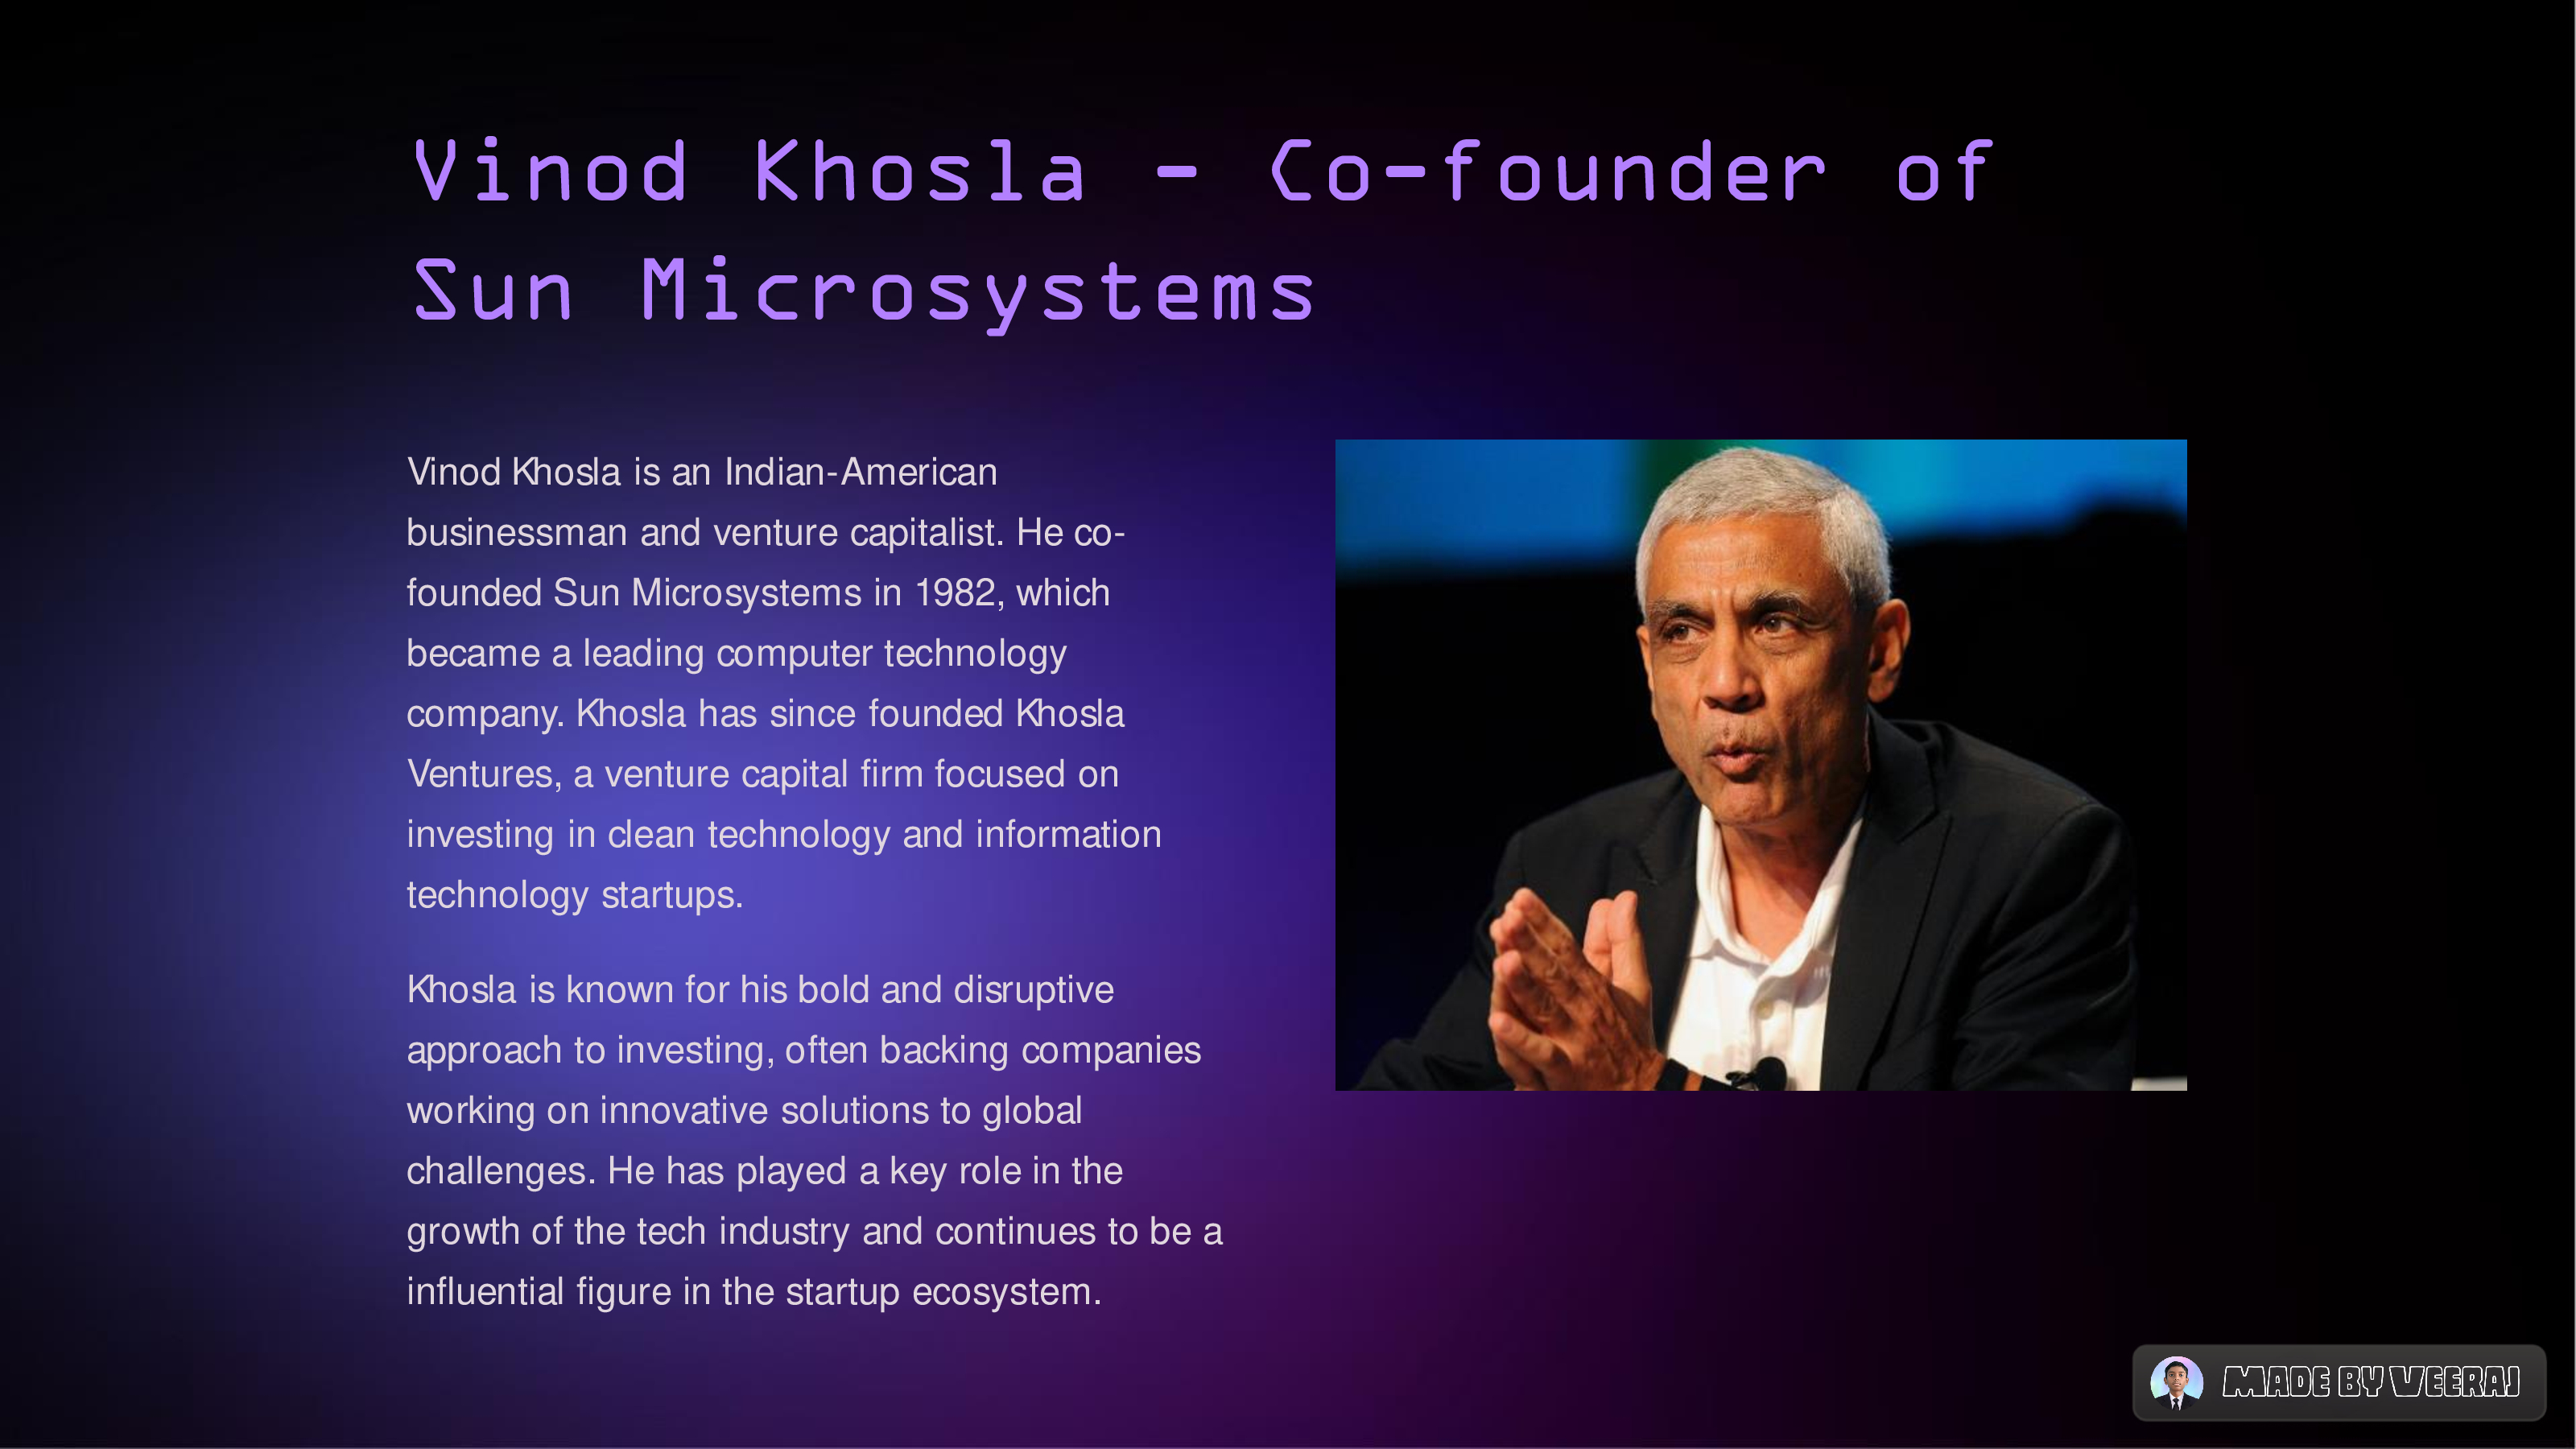 Vinod Khosla - Co-founder of
Sun Microsystems
Vinod Khosla is an Indian-American
businessman and venture capitalist. He co-
founded Sun Microsystems in 1982, which
became a leading computer technology
company. Khosla has since founded Khosla
Ventures, a venture capital firm focused on
investing in clean technology and information
technology startups.
Khosla is known for his bold and disruptive
approach to investing, often backing companies
working on innovative solutions to global
challenges. He has played a key role in the
growth of the tech industry and continues to be a
influential figure in the startup ecosystem.
MADE BY VEERAJ